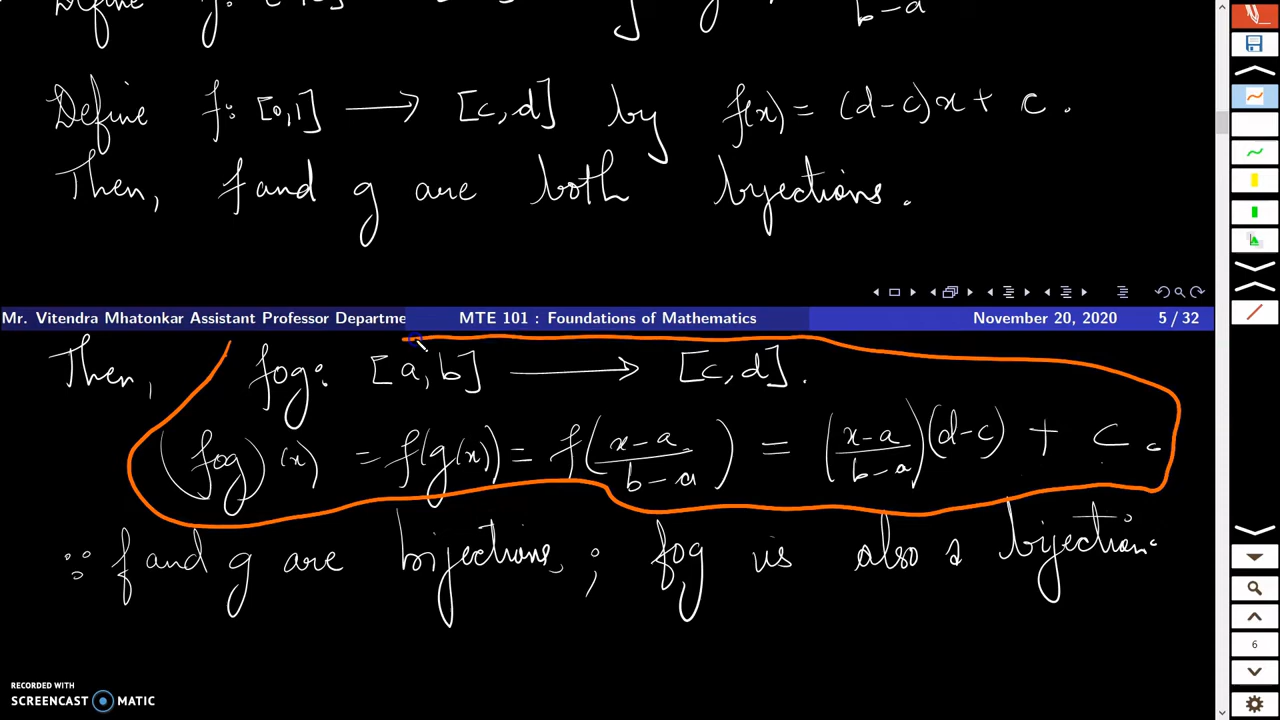 Define g:
b-a
Define f: [0,1] ⟶ [c,d] by f(x) = (d-c)x + c.
Then, f and g are both bijections.
Mr. Vitendra Mhatonkar Assistant Professor Departme MTE 101 : Foundations of Mathematics November 20, 2020 5 / 32
Then, fog: [a,b] ⟶ [c,d].
(fog)(x) = f(g(x)) = f((x-a)/(b-a)) = ((x-a)/(b-a))(d-c) + c.
∵ f and g are bijections, ; fog is also a bijection.
6
RECORDED WITH
SCREENCAST MATIC